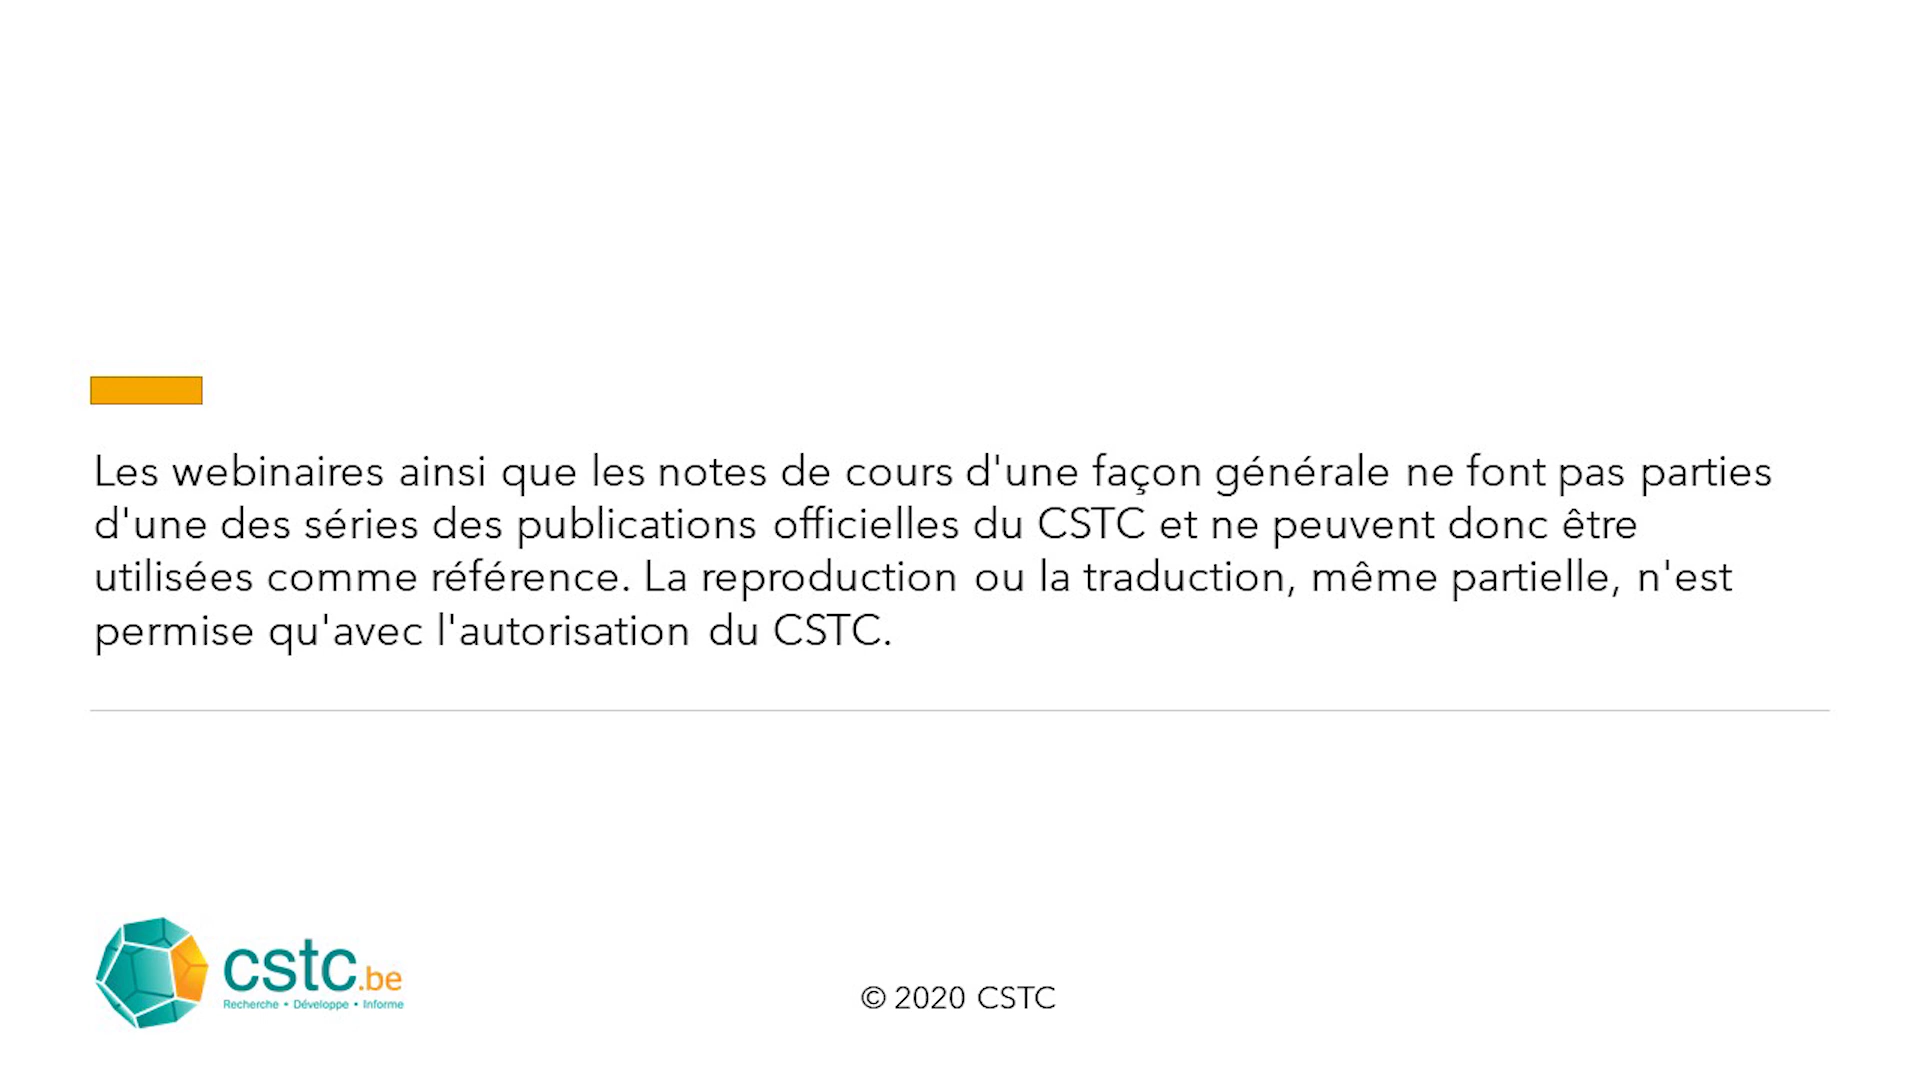 Les webinaires ainsi que les notes de cours d'une façon générale ne font pas parties
d'une des séries des publications officielles du CSTC et ne peuvent donc être
utilisées comme référence. La reproduction ou la traduction, même partielle, n'est
permise qu'avec l'autorisation du CSTC.
cstc.be
Recherche • Développe • Informe
© 2020 CSTC